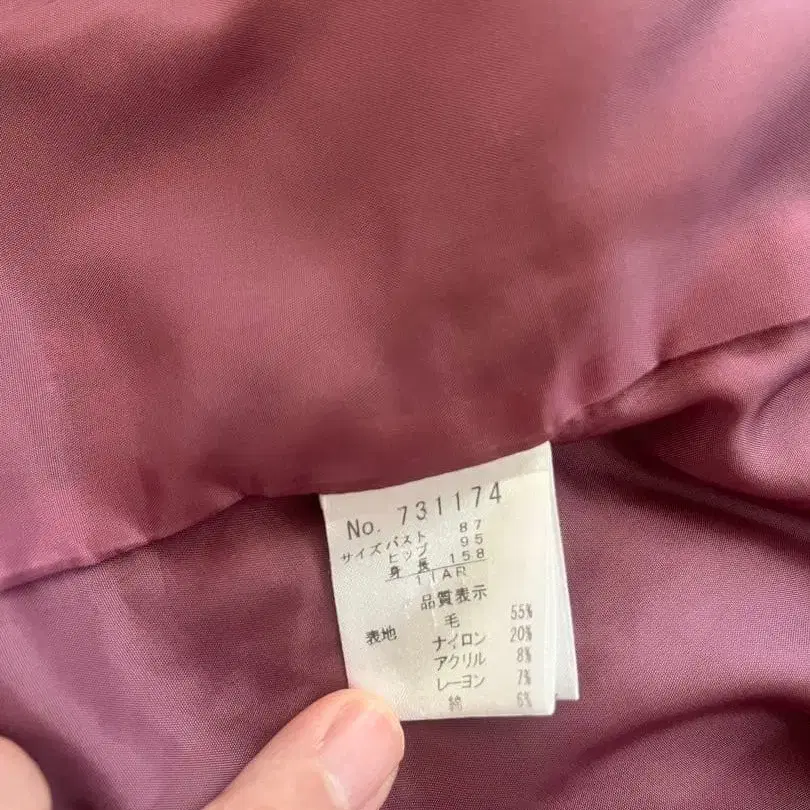 No. 731174
サイズ バスト 87
ヒップ 95
身長 158
11AR
品質表示
表地 毛 55%
ナイロン 20%
アクリル 8%
レーヨン 7%
綿 6%